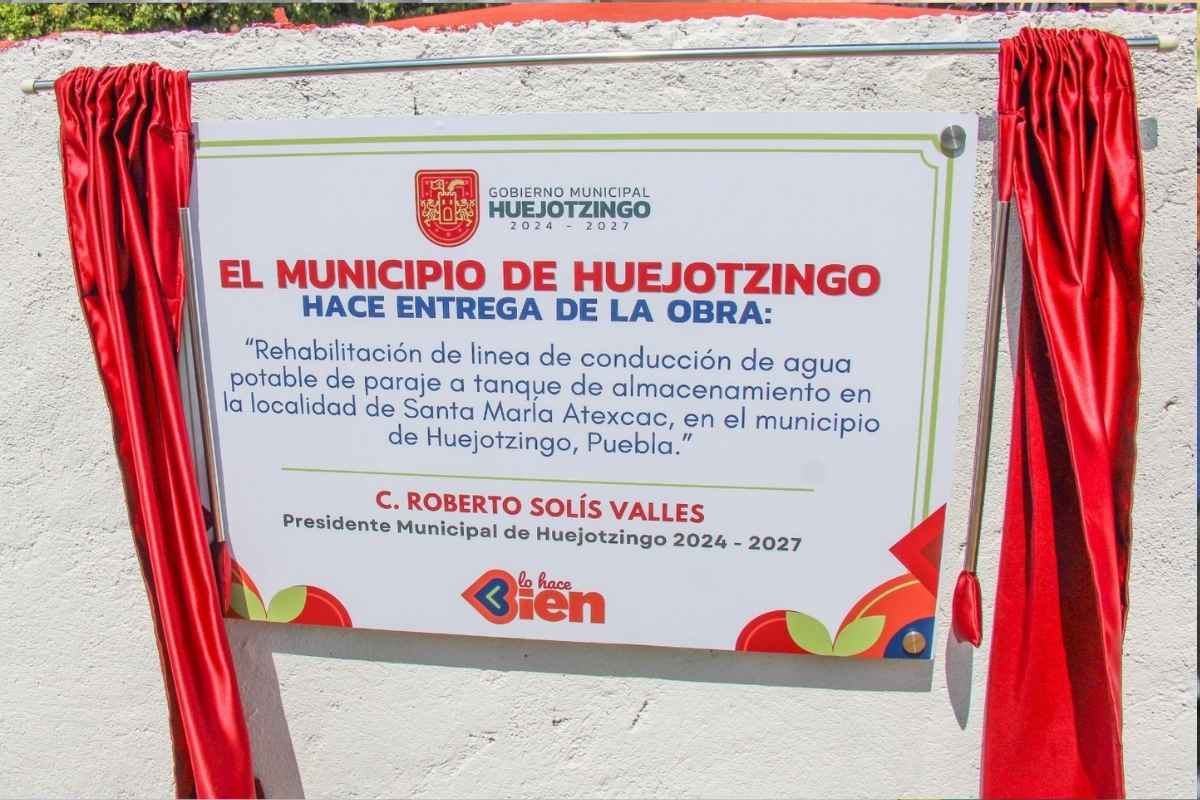 GOBIERNO MUNICIPAL
HUEJOTZINGO
2024 - 2027
EL MUNICIPIO DE HUEJOTZINGO
HACE ENTREGA DE LA OBRA:
“Rehabilitación de linea de conducción de agua
potable de paraje a tanque de almacenamiento en
la localidad de Santa MarÍa Atexcac, en el municipio
de Huejotzingo, Puebla.”
C. ROBERTO SOLÍS VALLES
Presidente Municipal de Huejotzingo 2024 - 2027
lo hace
Bien